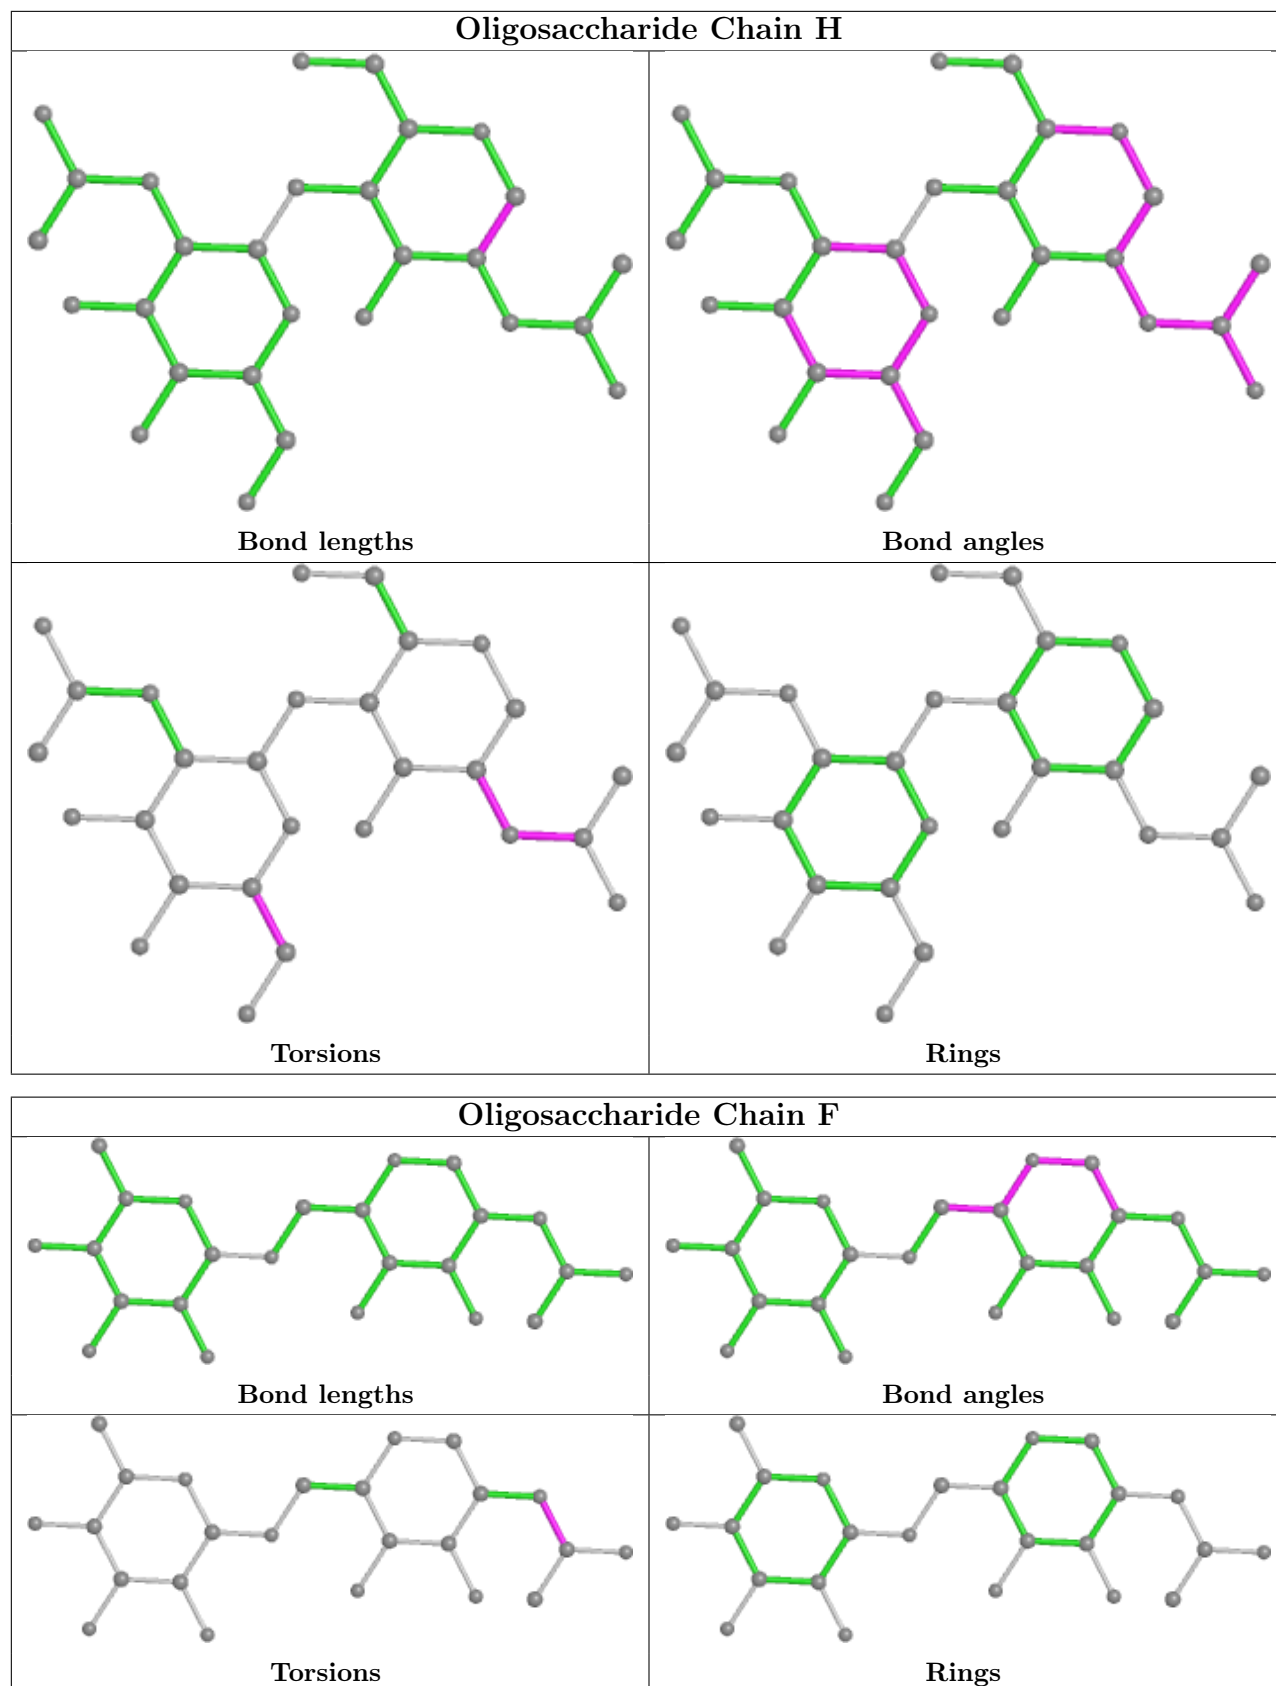 Oligosaccharide Chain H
Bond lengths
Bond angles
Torsions
Rings
Oligosaccharide Chain F
Bond lengths
Bond angles
Torsions
Rings